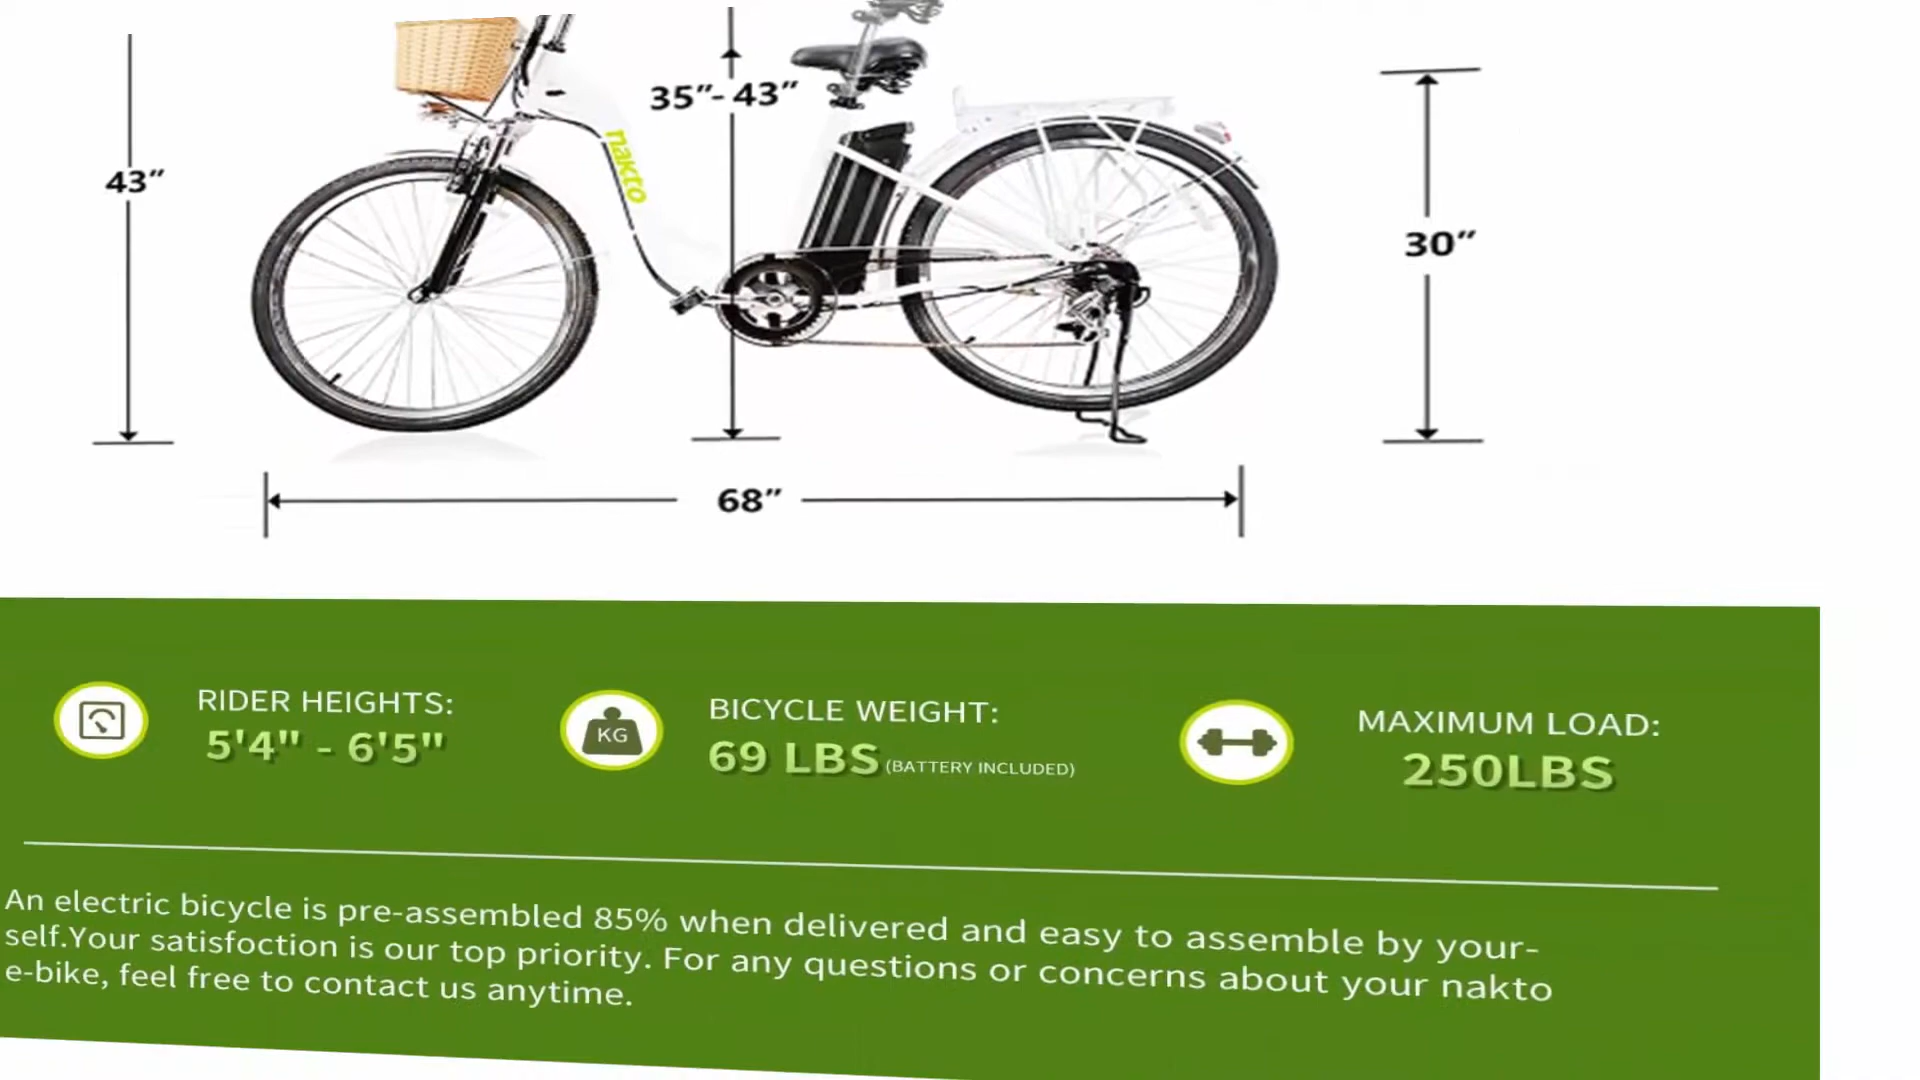 35”- 43”
nakto
43”
30”
68”
RIDER HEIGHTS:
5'4" - 6'5"
KG
BICYCLE WEIGHT:
69 LBS (BATTERY INCLUDED)
MAXIMUM LOAD:
250LBS
An electric bicycle is pre-assembled 85% when delivered and easy to assemble by your-
self.Your satisfoction is our top priority. For any questions or concerns about your nakto
e-bike, feel free to contact us anytime.